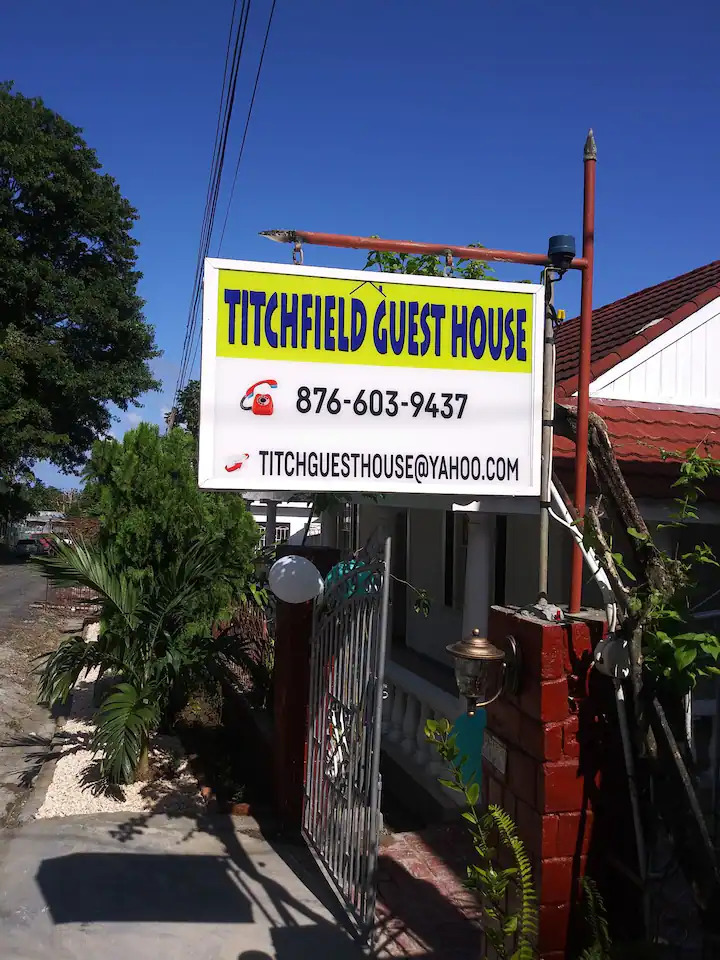 TITCHFIELD GUEST HOUSE
876-603-9437
TITCHGUESTHOUSE@YAHOO.COM